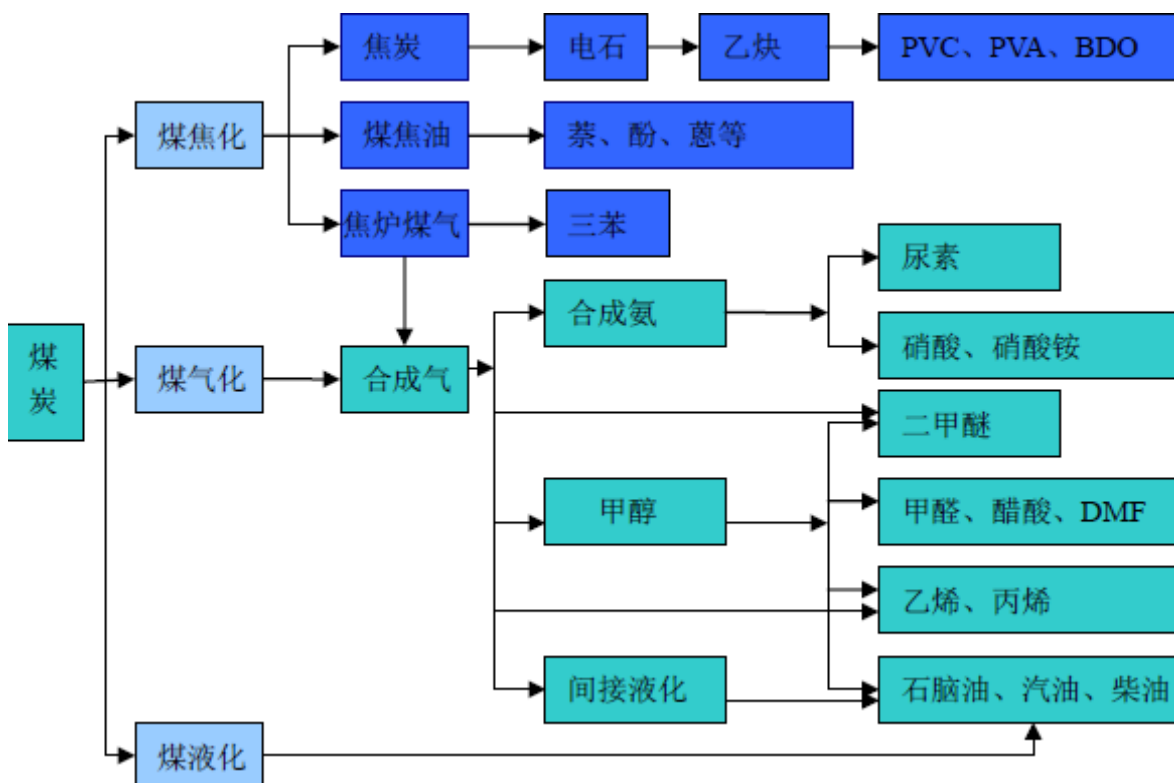 焦炭
电石
乙炔
PVC、PVA、BDO
煤焦化
煤焦油
萘、酚、蒽等
焦炉煤气
三苯
尿素
合成氨
硝酸、硝酸铵
煤
炭
煤气化
合成气
二甲醚
甲醇
甲醛、醋酸、DMF
乙烯、丙烯
间接液化
石脑油、汽油、柴油
煤液化